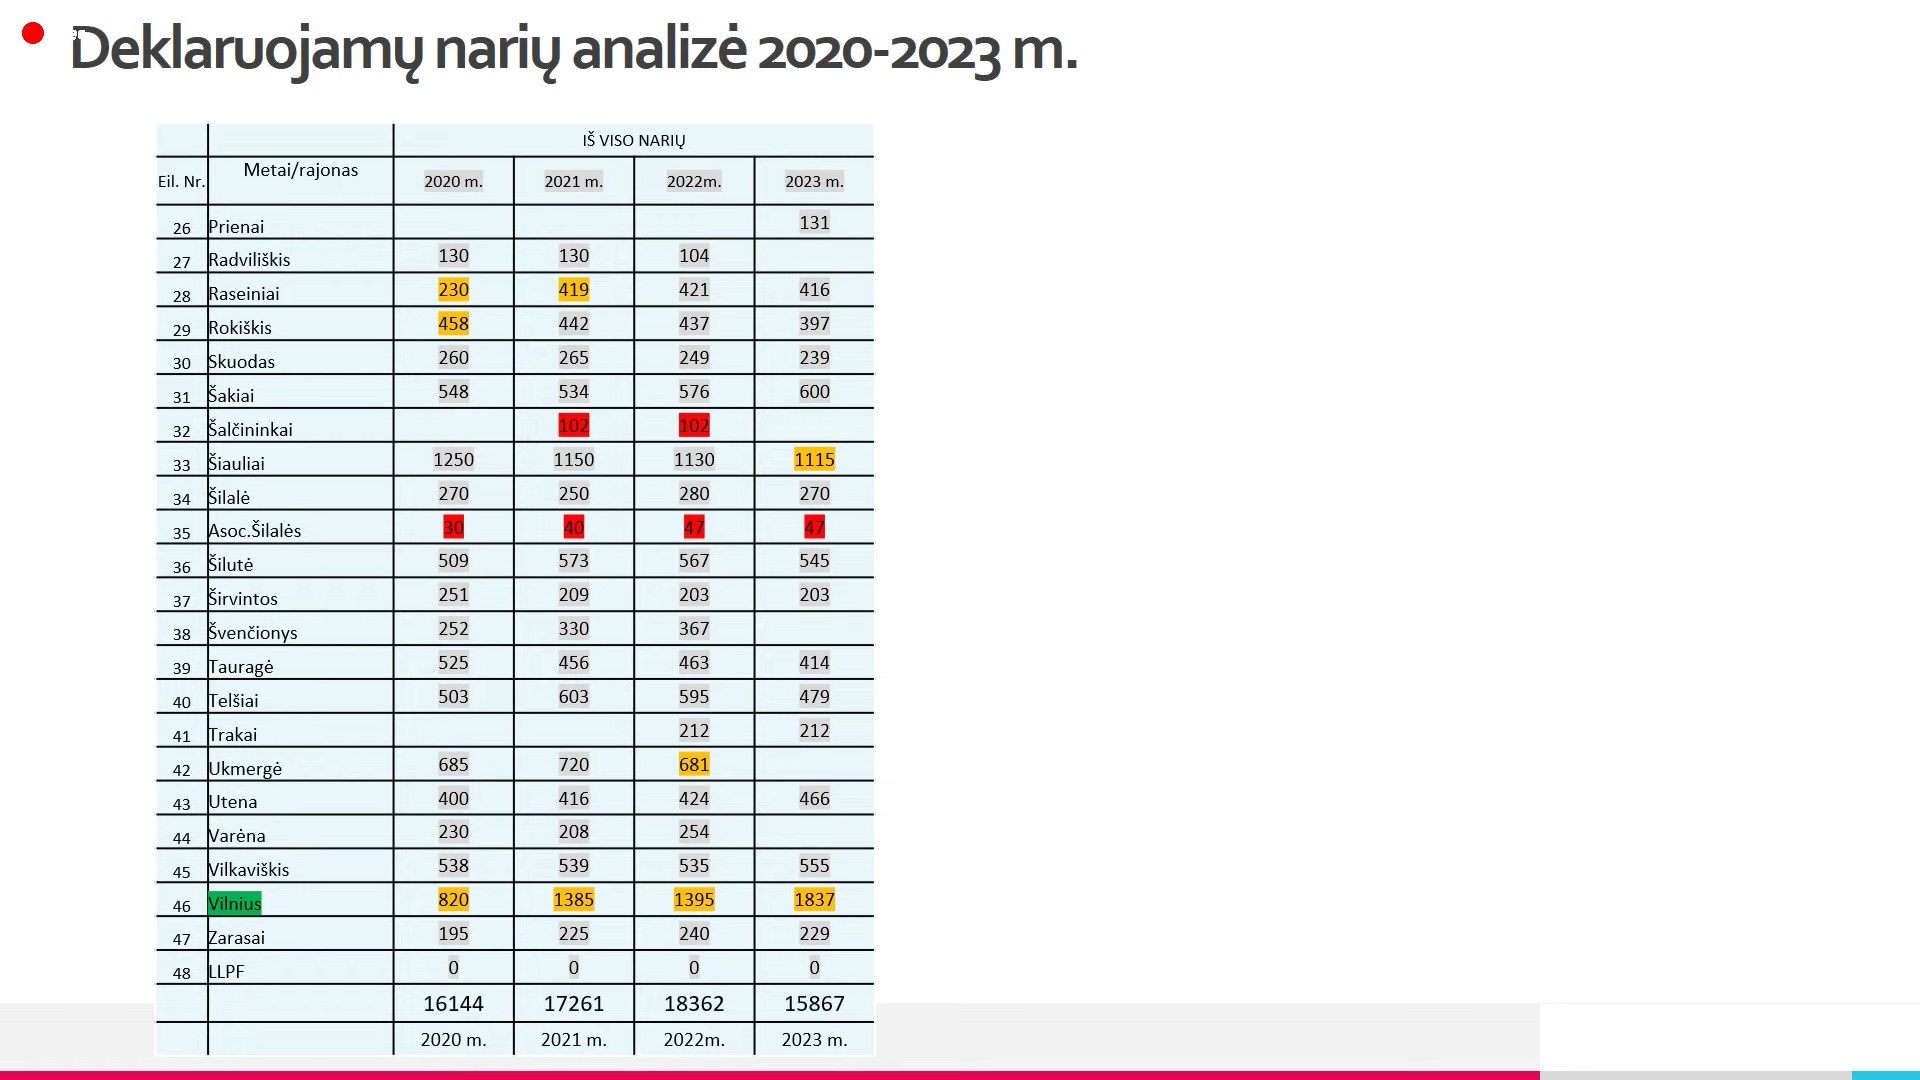 Deklaruojamų narių analizė 2020-2023 m.
IŠ VISO NARIŲ
Eil. Nr. Metai/rajonas 2020 m. 2021 m. 2022m. 2023 m.
26 Prienai 131
27 Radviliškis 130 130 104
28 Raseiniai 230 419 421 416
29 Rokiškis 458 442 437 397
30 Skuodas 260 265 249 239
31 Šakiai 548 534 576 600
32 Šalčininkai 102 102
33 Šiauliai 1250 1150 1130 1115
34 Šilalė 270 250 280 270
35 Asoc.Šilalės 30 40 47 47
36 Šilutė 509 573 567 545
37 Širvintos 251 209 203 203
38 Švenčionys 252 330 367
39 Tauragė 525 456 463 414
40 Telšiai 503 603 595 479
41 Trakai 212 212
42 Ukmergė 685 720 681
43 Utena 400 416 424 466
44 Varėna 230 208 254
45 Vilkaviškis 538 539 535 555
46 Vilnius 820 1385 1395 1837
47 Zarasai 195 225 240 229
48 LLPF 0 0 0 0
16144 17261 18362 15867
2020 m. 2021 m. 2022m. 2023 m.